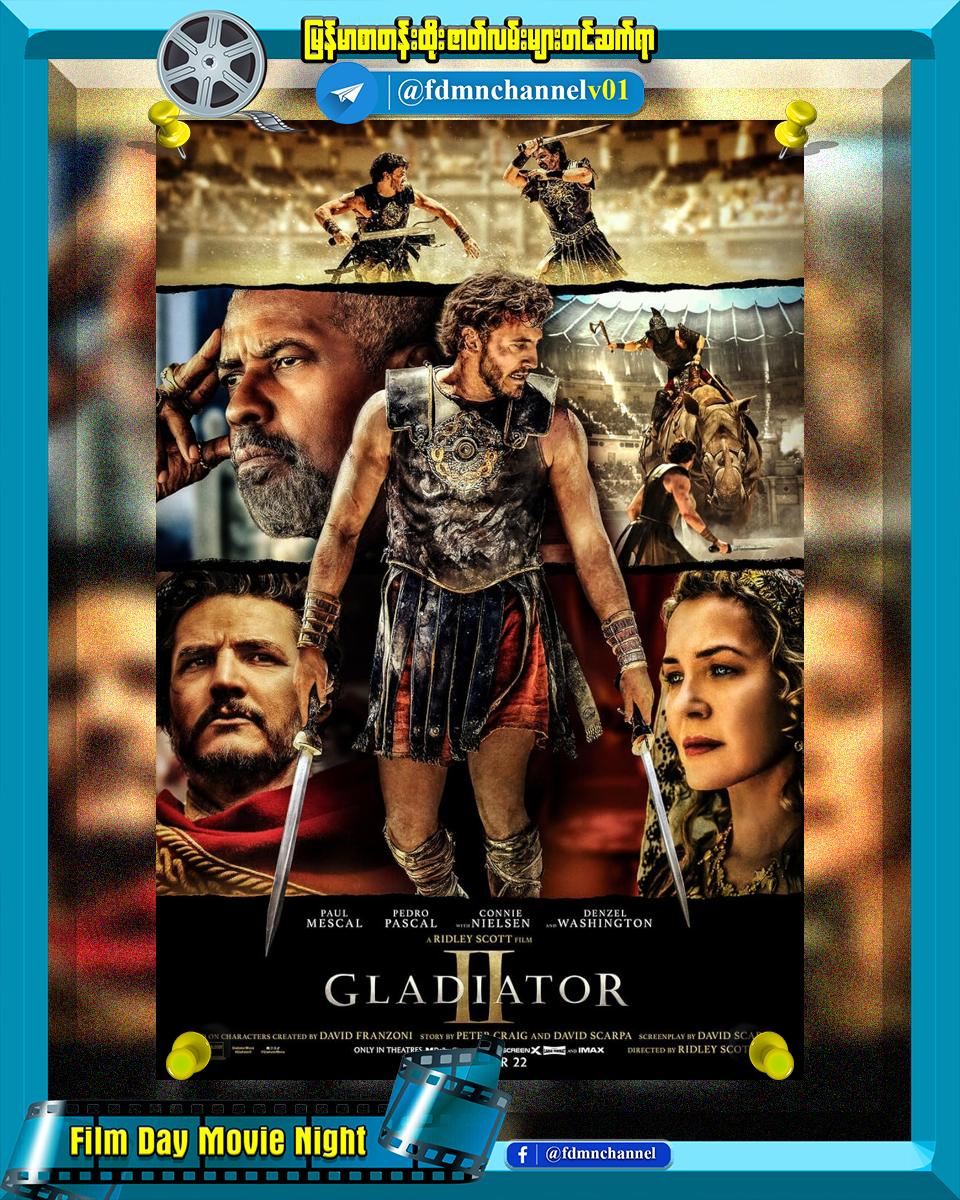 မြန်မာစာတန်းထိုးဇာတ်လမ်းများတင်ဆက်ရာ
@fdmnchannelv01
PAUL MESCAL PEDRO PASCAL WITH CONNIE NIELSEN AND DENZEL WASHINGTON
A RIDLEY SCOTT FILM
GLADIATOR II
ON CHARACTERS CREATED BY DAVID FRANZONI STORY BY PETER CRAIG AND DAVID SCARPA SCREENPLAY BY DAVID SCA
ONLY IN THEATRES SCREENX AND IMAX DIRECTED BY RIDLEY SCOT
R 22
Film Day Movie Night
@fdmnchannel